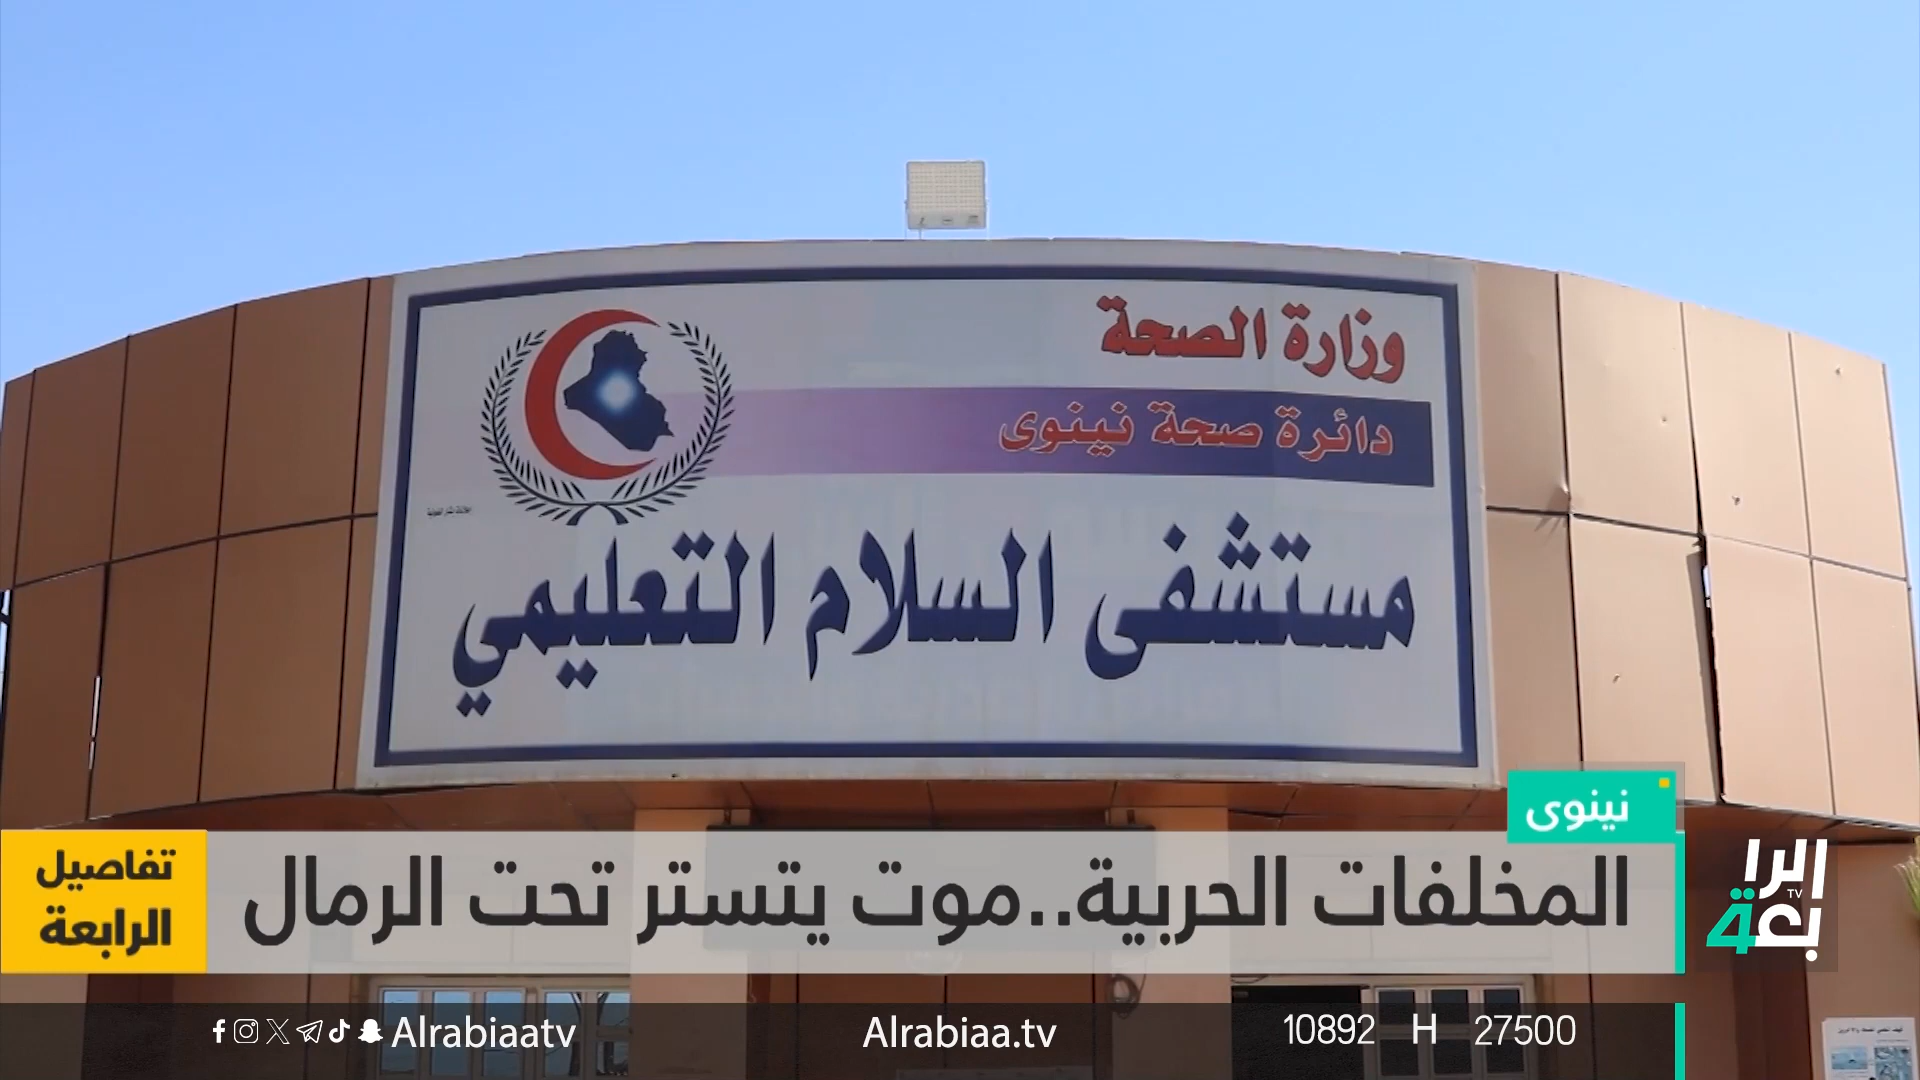 وزارة الصحة
دائرة صحة نينوى
مستشفى السلام التعليمي
نينوى
المخلفات الحربية..موت يتستر تحت الرمال
تفاصيل
الرابعة
الرا
TV
بعة
Alrabiaatv
Alrabiaa.tv
10892 H 27500